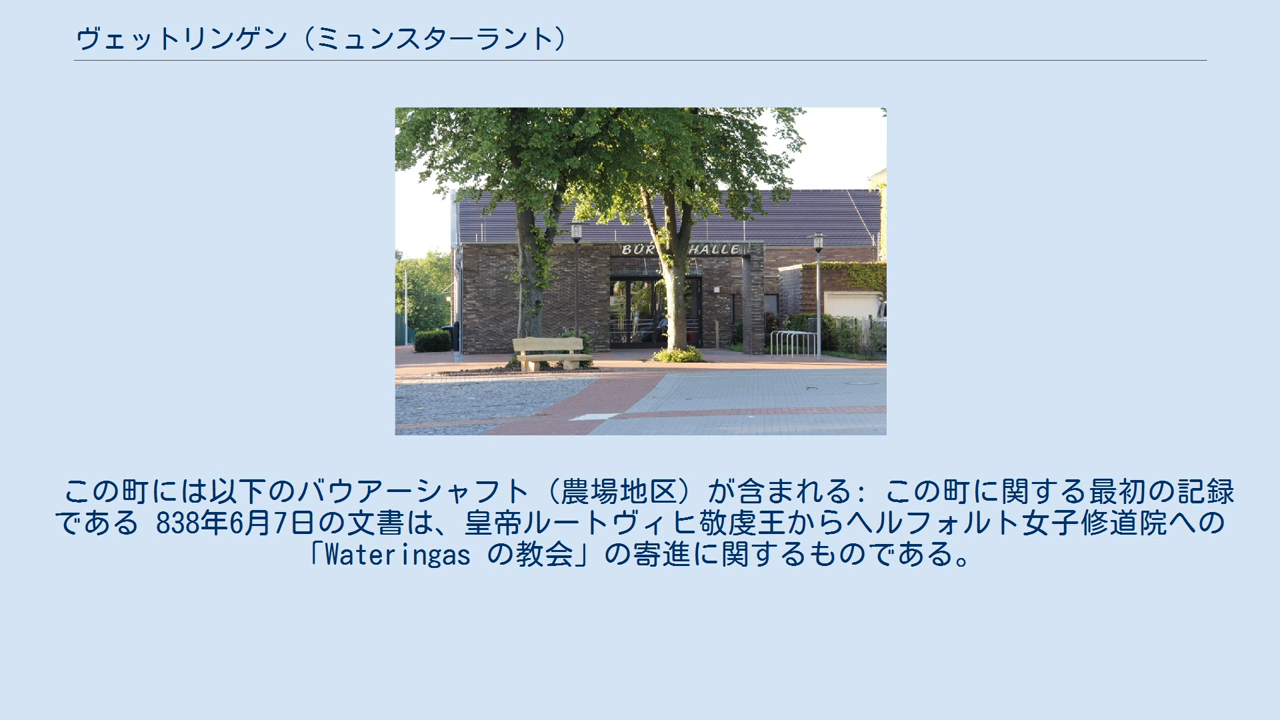 ヴェットリンゲン（ミュンスターラント）
この町には以下のバウアーシャフト（農場地区）が含まれる: この町に関する最初の記録
である 838年6月7日の文書は、皇帝ルートヴィヒ敬虔王からヘルフォルト女子修道院への
「Wateringas の教会」の寄進に関するものである。